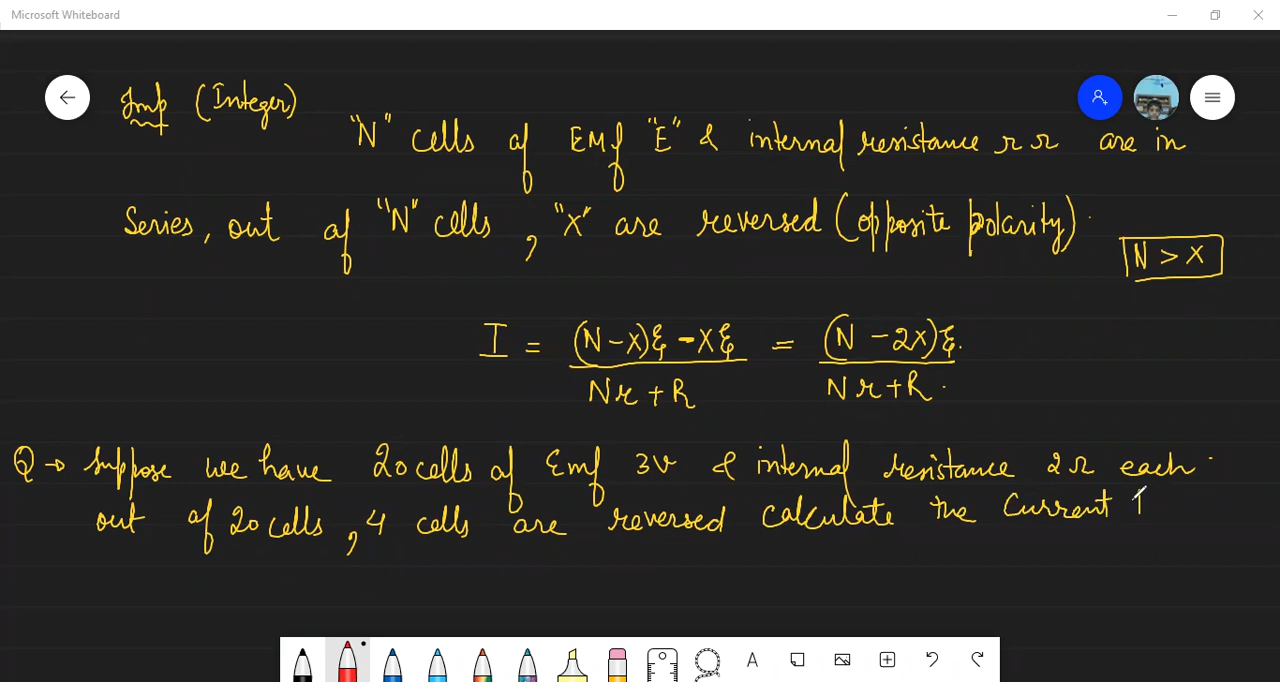 Microsoft Whiteboard
Imp (Integer)
"N" cells of EMf "E" & internal resistance r Ω are in
Series, out of "N" cells, "X" are reversed (opposite polarity).
N > X
I = (N-X)ξ - Xξ / Nr + R = (N - 2X)ξ. / Nr + R.
Q → Suppose we have 20 cells of Emf 3v & internal resistance 2Ω each.
out of 20 cells, 4 cells are reversed calculate the Current
A